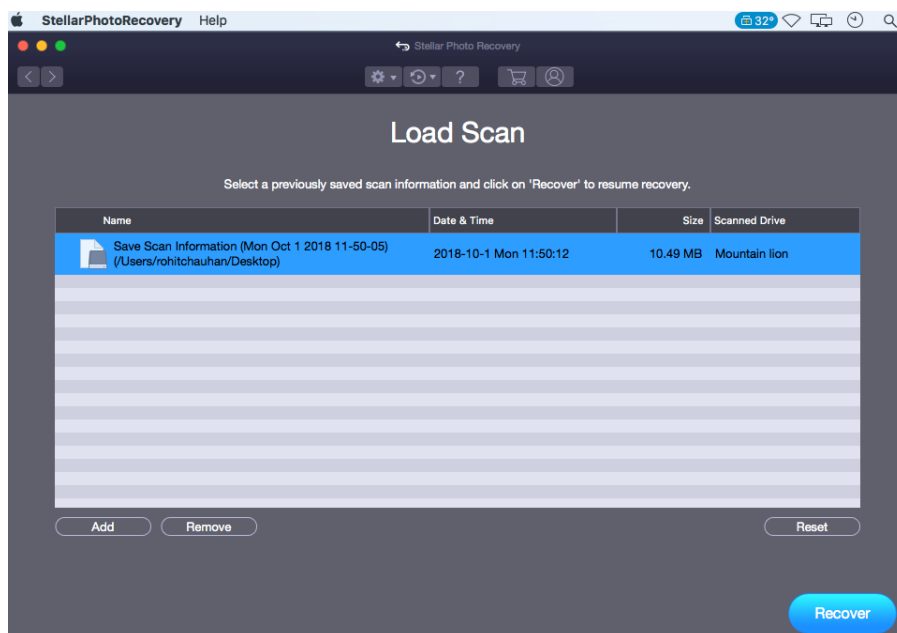 StellarPhotoRecovery Help
32°
Stellar Photo Recovery
?
Load Scan
Select a previously saved scan information and click on 'Recover' to resume recovery.
Name Date & Time Size Scanned Drive
Save Scan Information (Mon Oct 1 2018 11-50-05)
(/Users/rohitchauhan/Desktop) 2018-10-1 Mon 11:50:12 10.49 MB Mountain lion
Add Remove Reset
Recover